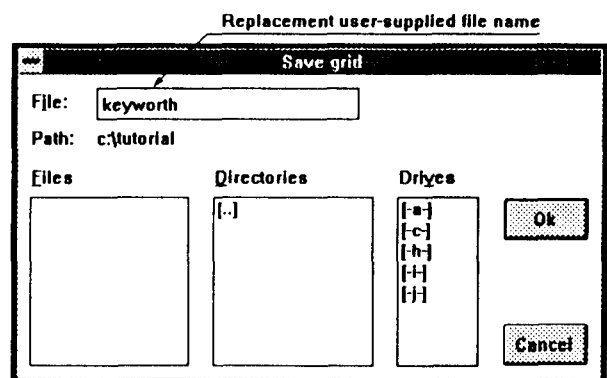 Replacement user-supplied file name
Save grid
File: keyworth
Path: c:\tutorial
Files Directories Drives
[..] [-a-]
[-c-]
[-h-]
[-i-]
[-j-]
Ok
Cancel